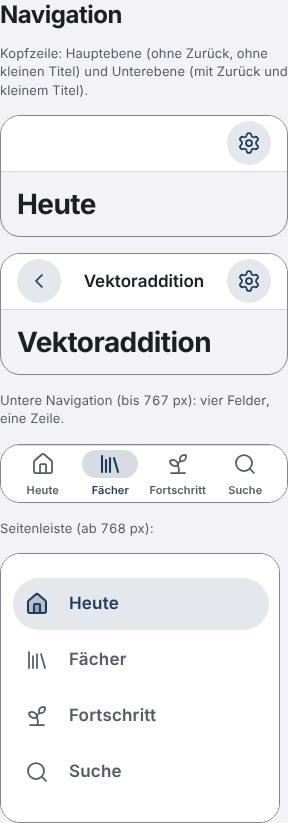 Navigation
Kopfzeile: Hauptebene (ohne Zurück, ohne
kleinen Titel) und Unterebene (mit Zurück und
kleinem Titel).
Heute
Vektoraddition
Vektoraddition
Untere Navigation (bis 767 px): vier Felder,
eine Zeile.
Heute Fächer Fortschritt Suche
Seitenleiste (ab 768 px):
Heute
Fächer
Fortschritt
Suche